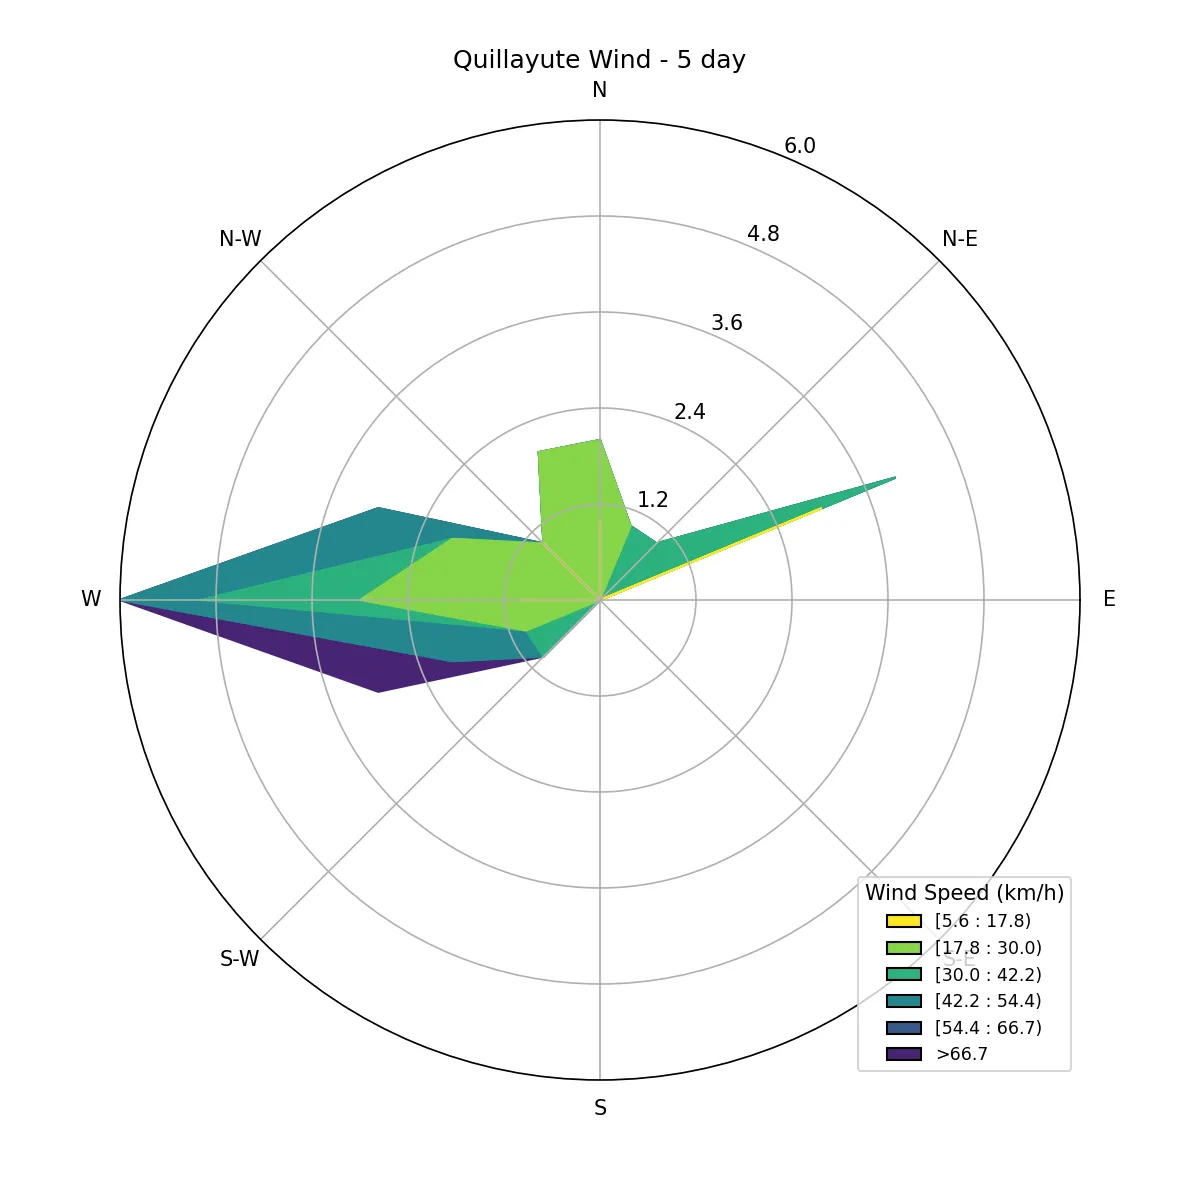 Quillayute Wind - 5 day
N
6.0
N-W
4.8
N-E
3.6
2.4
1.2
W
E
Wind Speed (km/h)
[5.6 : 17.8)
[17.8 : 30.0)
S-W
S-E
[30.0 : 42.2)
[42.2 : 54.4)
[54.4 : 66.7)
>66.7
S